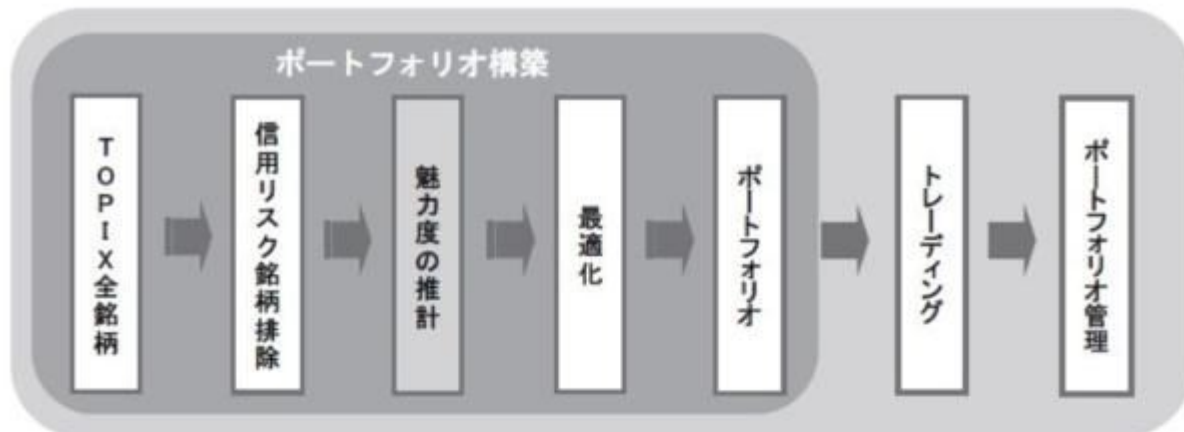 ポートフォリオ構築
TOPIX全銘柄
信用リスク銘柄排除
魅力度の推計
最適化
ポートフォリオ
トレーディング
ポートフォリオ管理